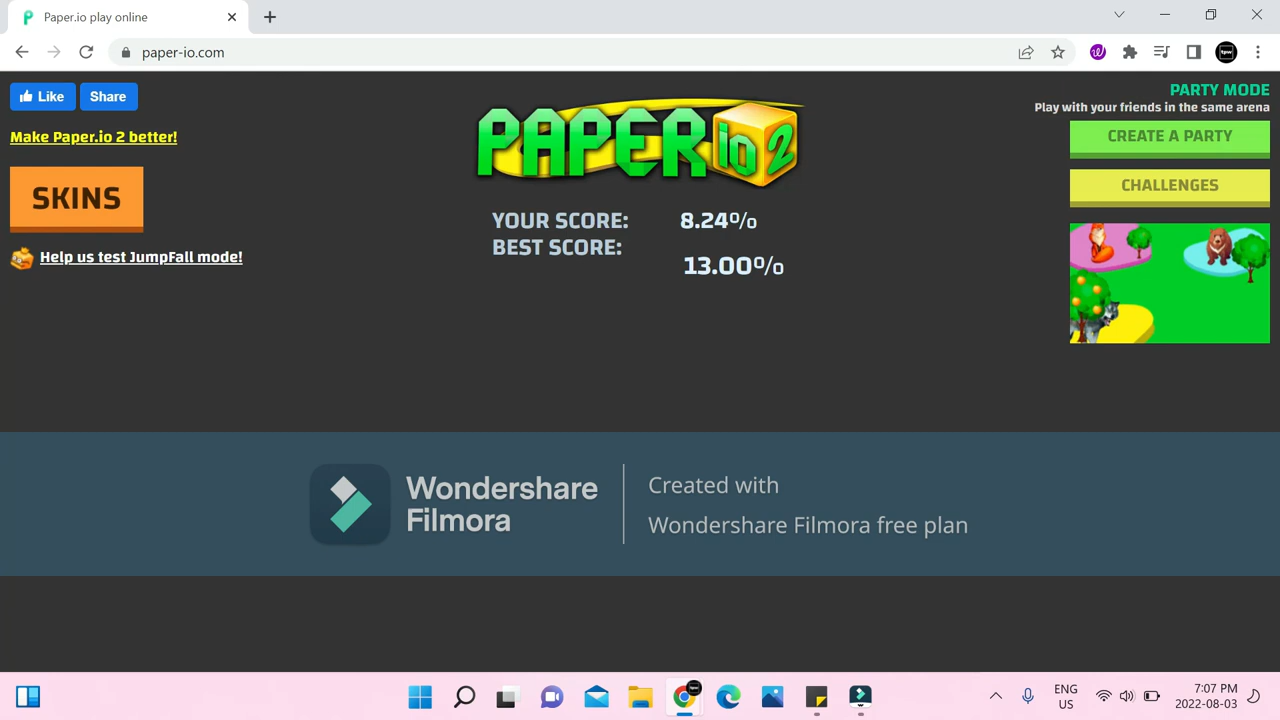 Paper.io play online
paper-io.com
Like
Share
Make Paper.io 2 better!
SKINS
Help us test JumpFall mode!
PAPER io 2
YOUR SCORE: 8.24%
BEST SCORE: 13.00%
PARTY MODE
Play with your friends in the same arena
CREATE A PARTY
CHALLENGES
Wondershare
Filmora
Created with
Wondershare Filmora free plan
ENG
US
7:07 PM
2022-08-03